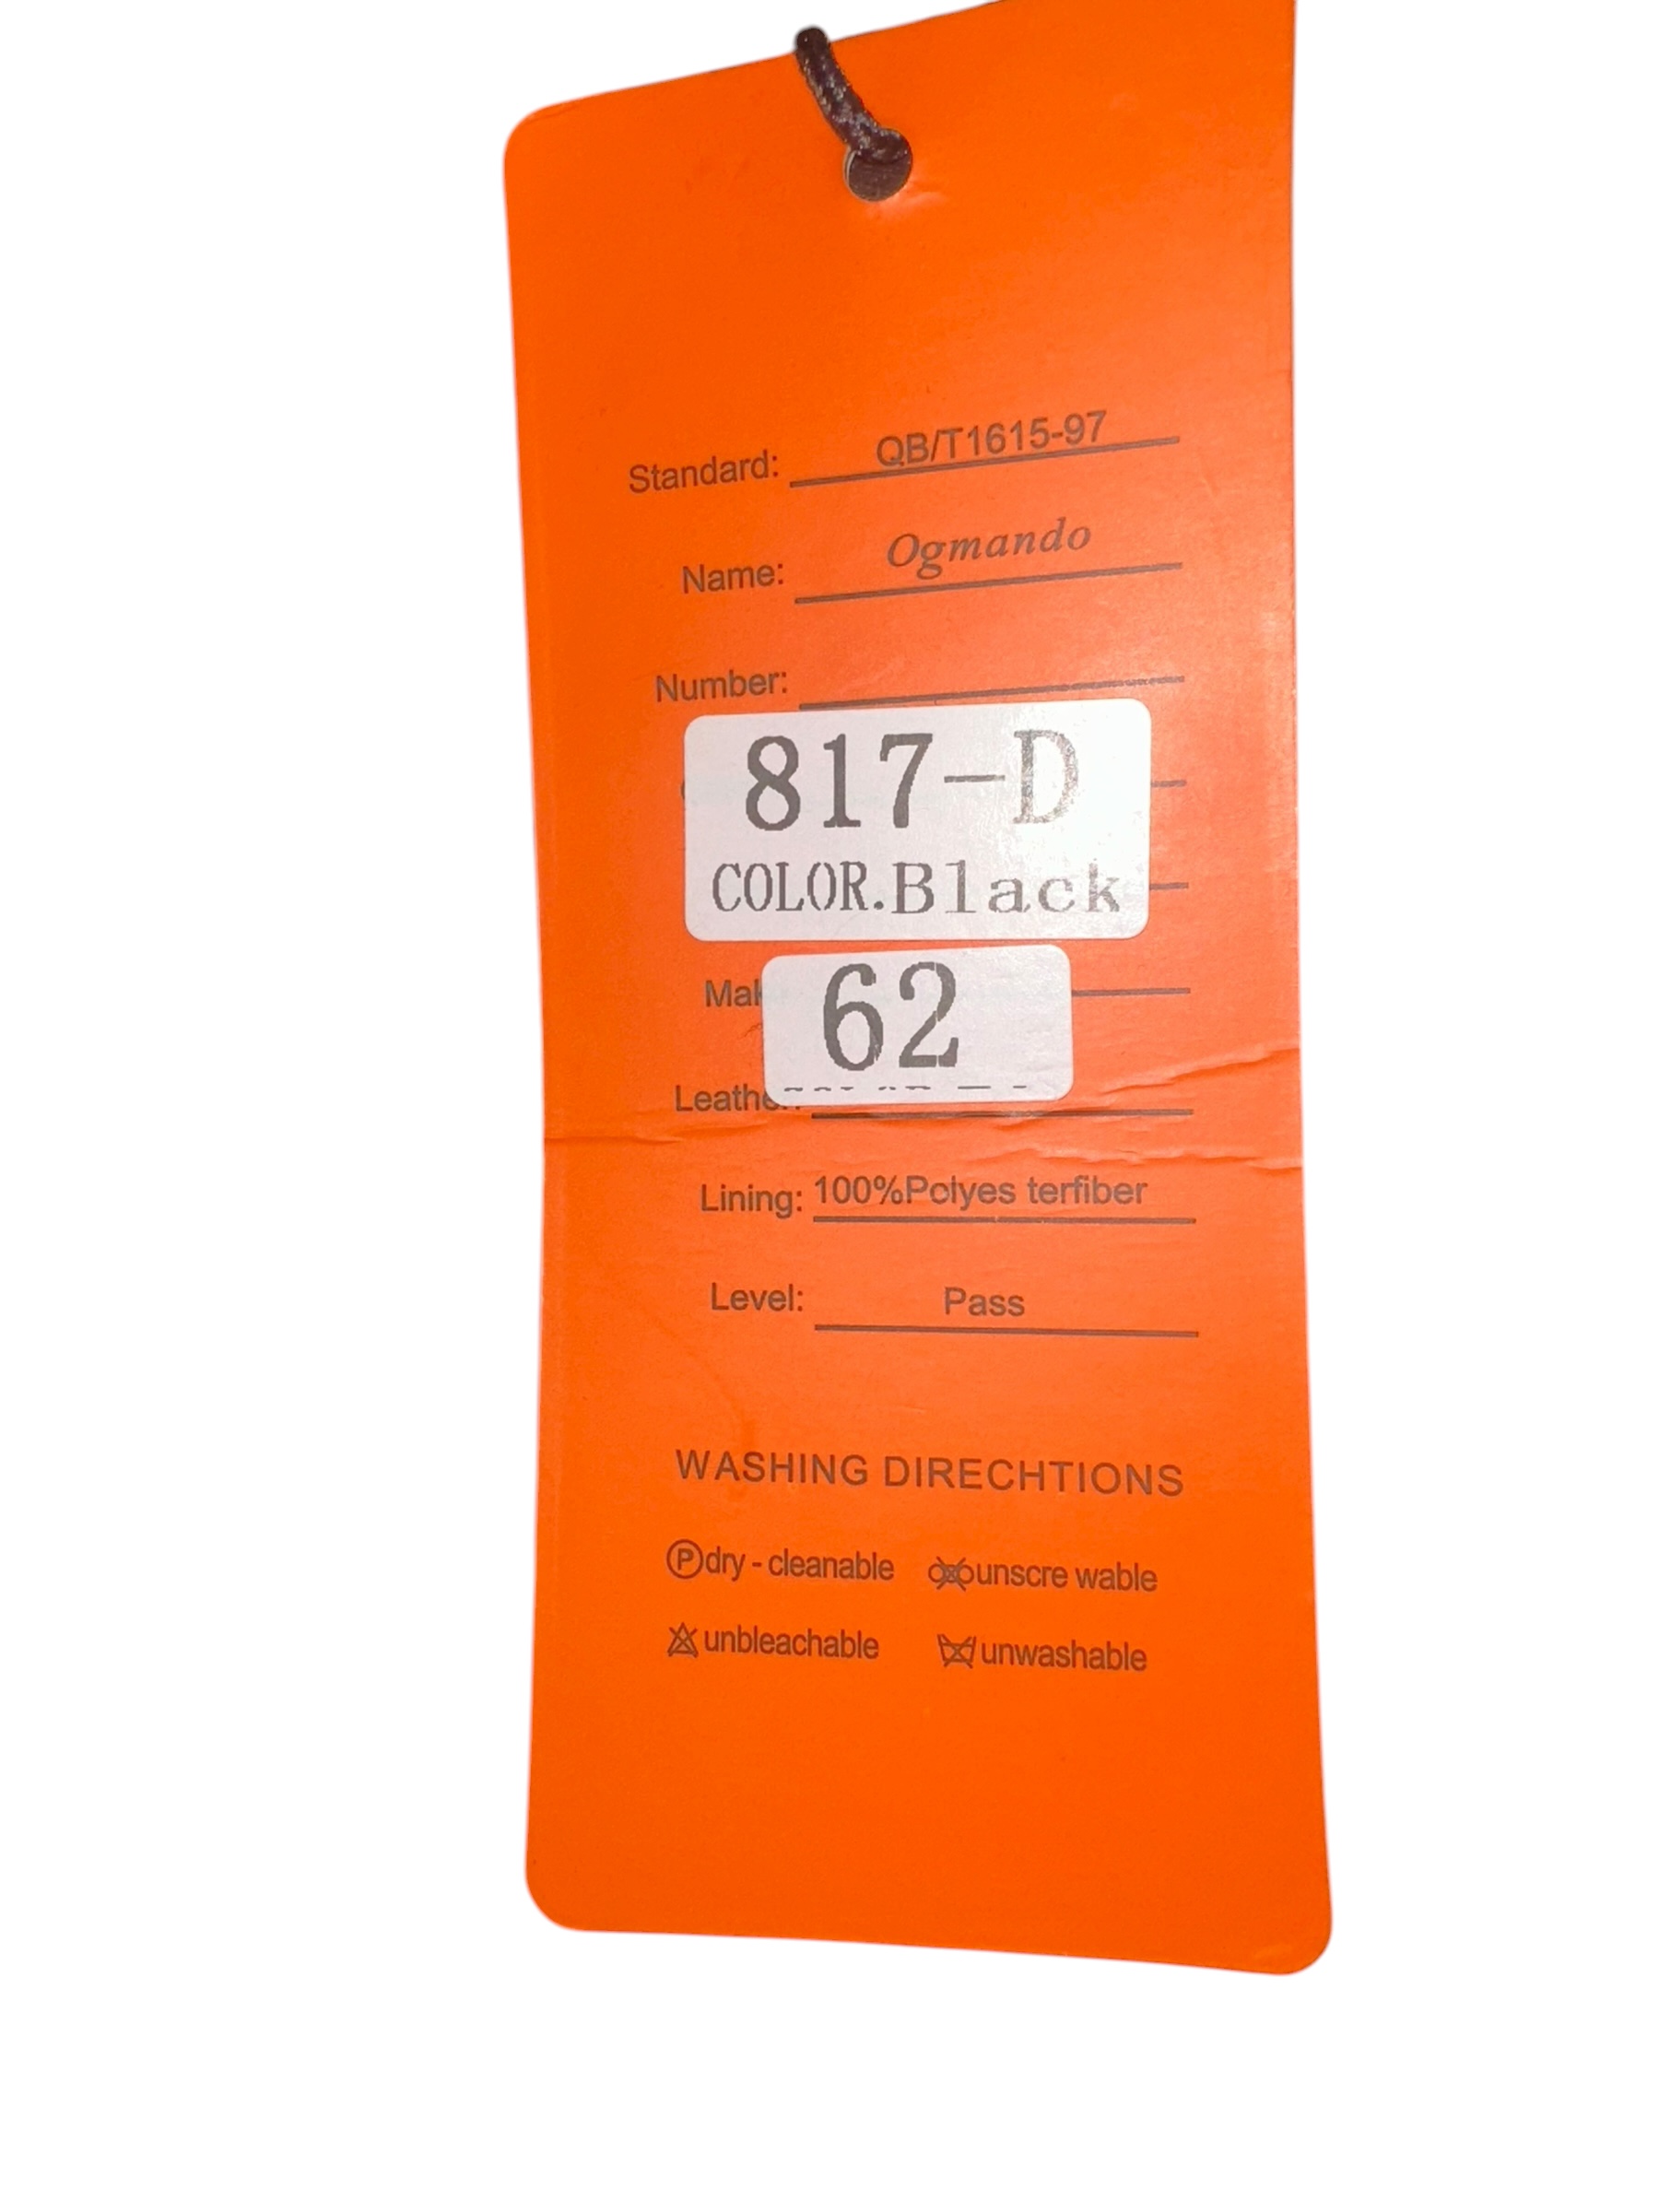 Standard: QB/T1615-97
Name: Ogmando
Number:
817-D
COLOR.Black
62
Lining: 100%Polyes terfiber
Level: Pass
WASHING DIRECHTIONS
P dry - cleanable unscre wable
unbleachable unwashable